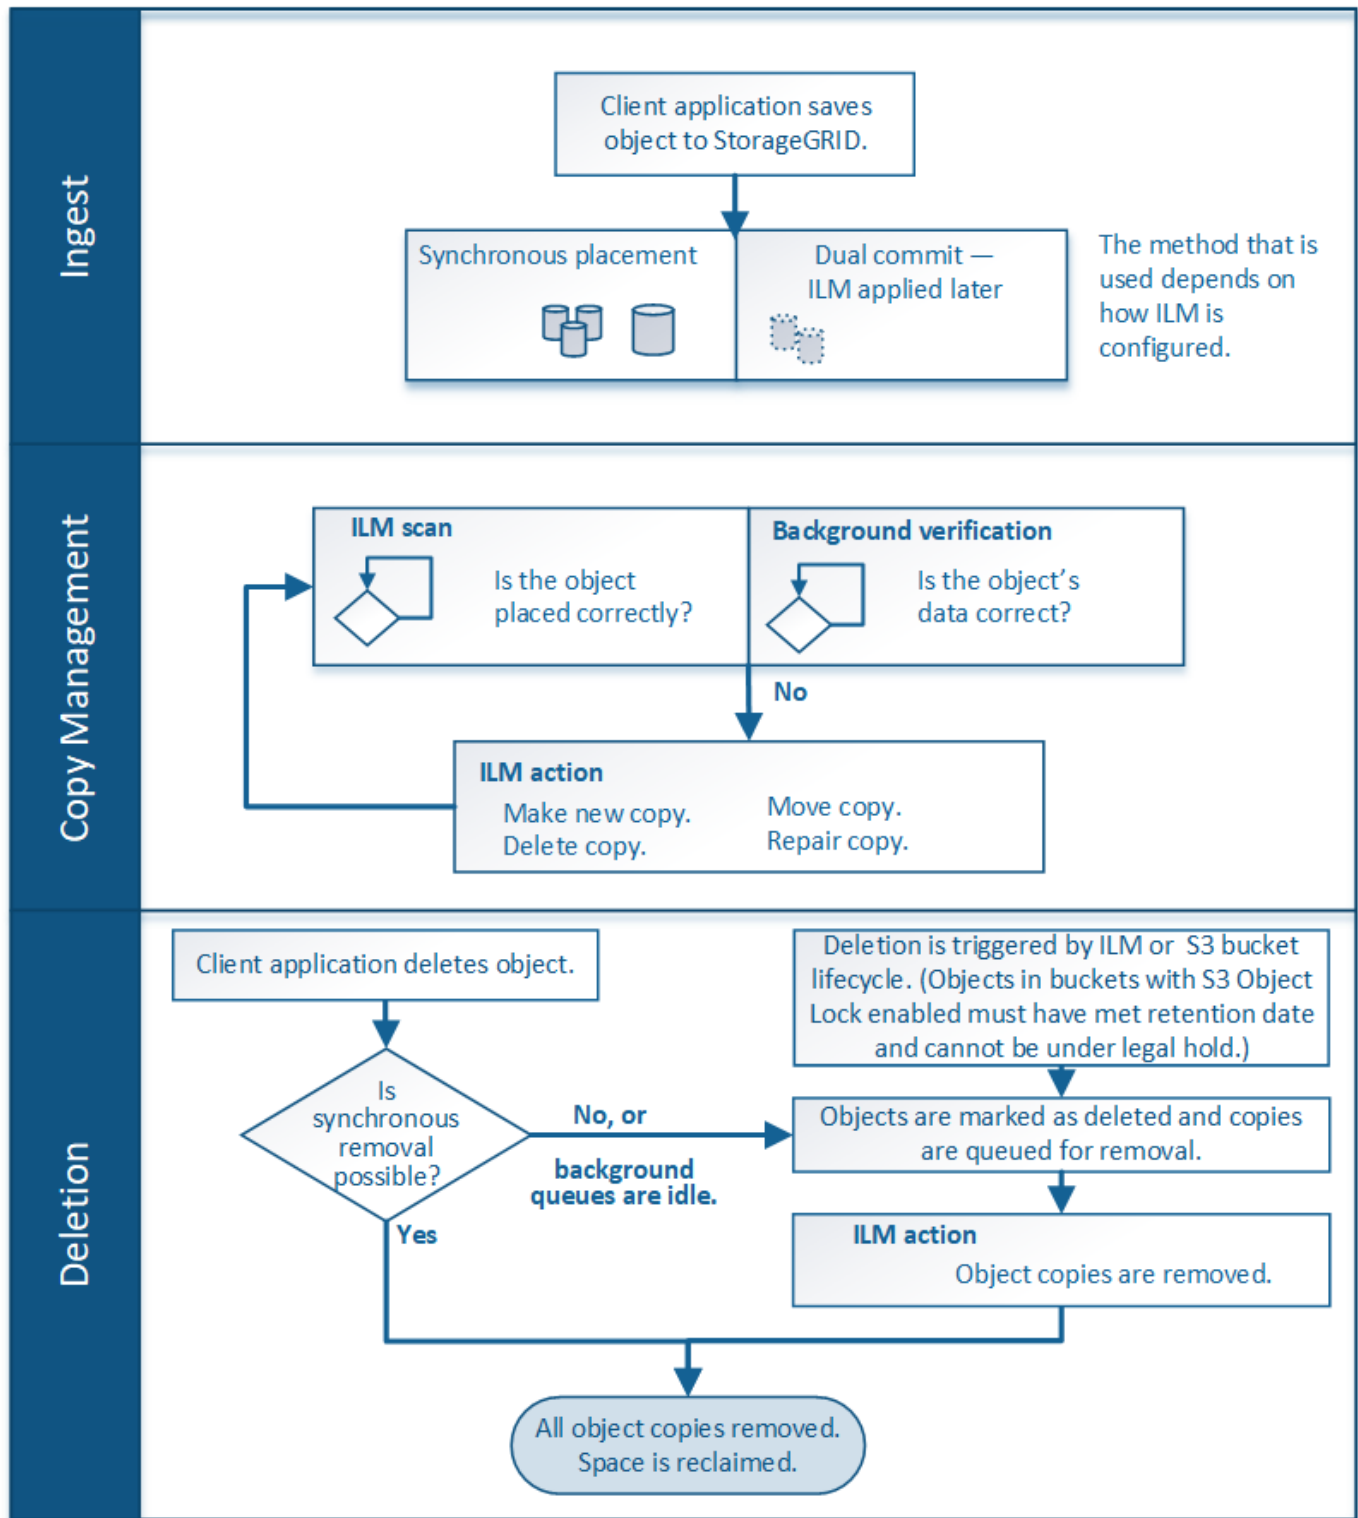 Ingest
Client application saves
object to StorageGRID.
Synchronous placement
Dual commit —
ILM applied later
The method that is
used depends on
how ILM is
configured.
Copy Management
ILM scan
Is the object
placed correctly?
Background verification
Is the object's
data correct?
No
ILM action
Make new copy.
Delete copy.
Move copy.
Repair copy.
Deletion
Client application deletes object.
Is
synchronous
removal
possible?
No, or
background
queues are idle.
Yes
Deletion is triggered by ILM or S3 bucket
lifecycle. (Objects in buckets with S3 Object
Lock enabled must have met retention date
and cannot be under legal hold.)
Objects are marked as deleted and copies
are queued for removal.
ILM action
Object copies are removed.
All object copies removed.
Space is reclaimed.